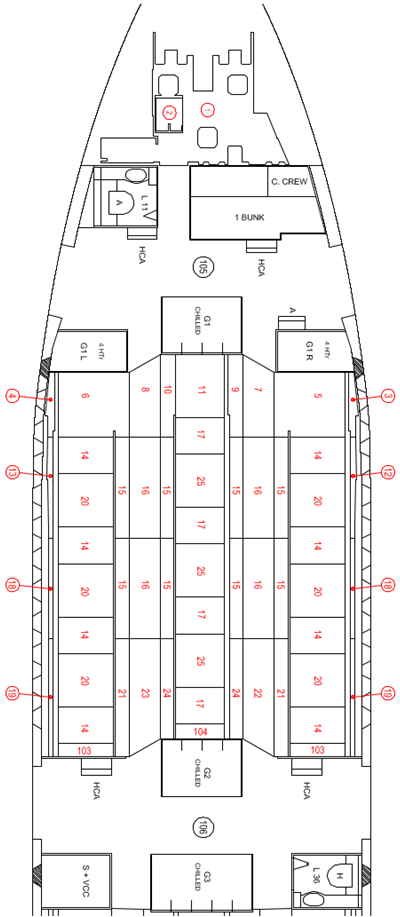 2
1
C. CREW
L 11
A
1 BUNK
HCA
HCA
105
G1
CHILLED
A
4 HTr
G1 L
4 HTr
G1 R
4
6
8
10
11
9
7
5
3
17
13
14
14
12
20
15
16
15
25
15
16
15
20
14
17
14
18
20
15
16
15
25
15
16
15
20
18
14
17
14
19
20
21
23
24
25
24
22
21
20
19
14
17
14
103
104
103
HCA
G2
CHILLED
HCA
106
S + VCC
G3
CHILLED
L 36
H